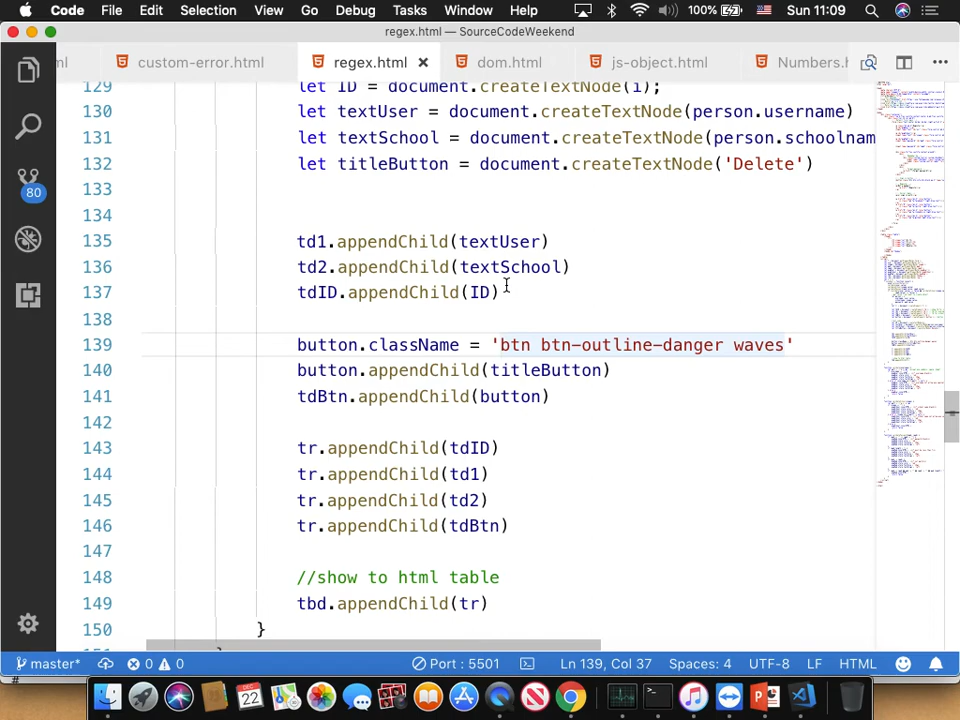 Code File Edit Selection View Go Debug Tasks Window Help 100% Sun 11:09
regex.html — SourceCodeWeekend
ml custom-error.html regex.html dom.html js-object.html Numbers.h
129 let ID = document.createTextNode(i);
130 let textUser = document.createTextNode(person.username)
131 let textSchool = document.createTextNode(person.schoolnam
132 let titleButton = document.createTextNode('Delete')
133
134
135 td1.appendChild(textUser)
136 td2.appendChild(textSchool)
137 tdID.appendChild(ID)
138
139 button.className = 'btn btn-outline-danger waves'
140 button.appendChild(titleButton)
141 tdBtn.appendChild(button)
142
143 tr.appendChild(tdID)
144 tr.appendChild(td1)
145 tr.appendChild(td2)
146 tr.appendChild(tdBtn)
147
148 //show to html table
149 tbd.appendChild(tr)
150 }
80
master* 0 0 Port : 5501 Ln 139, Col 37 Spaces: 4 UTF-8 LF HTML
#
DEC
22